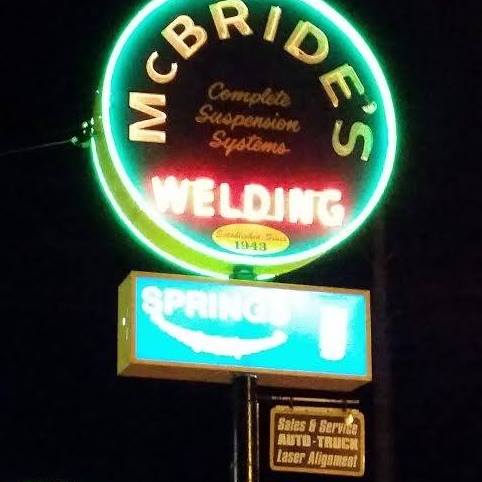 McBRIDE'S
Complete
Suspension
Systems
WELDING
Established Since
1943
SPRINGS
Sales & Service
AUTO-TRUCK
Laser Alignment